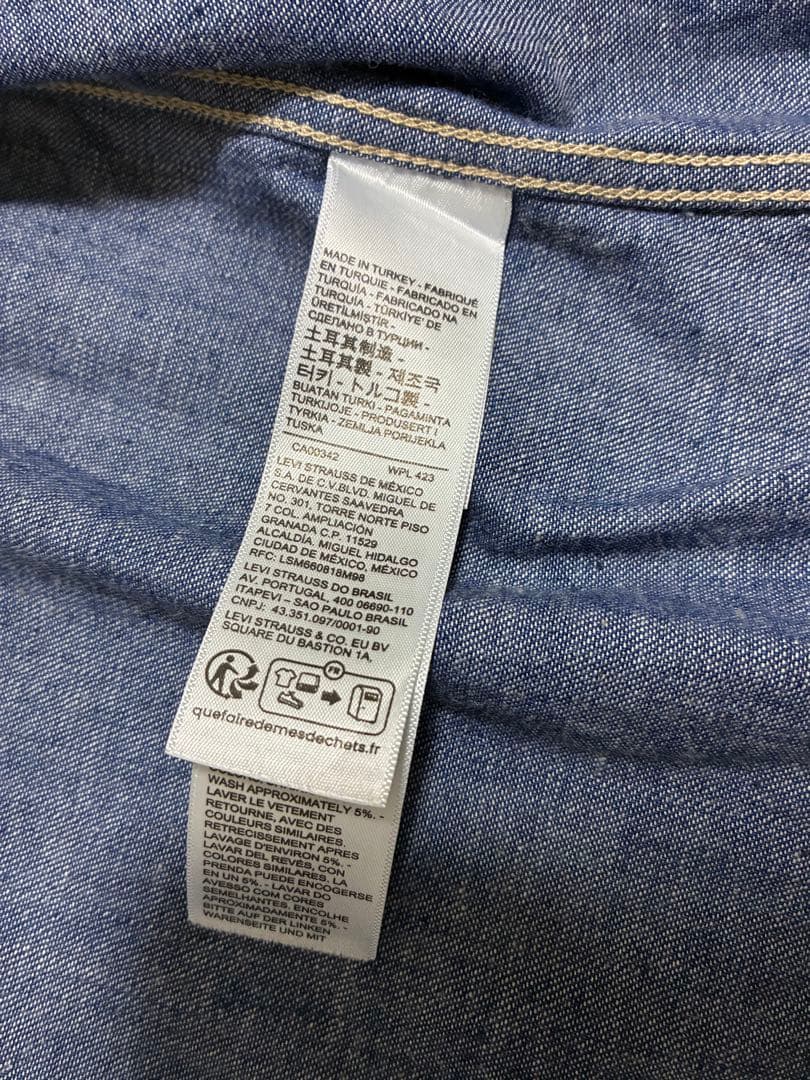 MADE IN TURKEY - FABRIQUÉ
EN TURQUIE - FABRICADO EN
TURQUÍA - FABRICADO NA
TURQUIA - TÜRKİYE' DE
ÜRETİLMİŞTİR -
СДЕЛАНО В ТУРЦИИ -
土耳其制造 -
土耳其製 - 제조국
터키 - トルコ製 -
BUATAN TURKI - PAGAMINTA
TURKIJOJE - PRODUSERT I
TYRKIA - ZEMLJA PORIJEKLA
TUSKA
CA00342 WPL 423
LEVI STRAUSS DE MÉXICO
S.A. DE C.V.BLVD. MIGUEL DE
CERVANTES SAAVEDRA
NO. 301, TORRE NORTE PISO
7 COL. AMPLIACIÓN
GRANADA C.P. 11529
ALCALDÍA. MIGUEL HIDALGO
CIUDAD DE MÉXICO, MÉXICO
RFC: LSM660818M98
LEVI STRAUSS DO BRASIL
AV. PORTUGAL, 400 06690-110
ITAPEVI – SAO PAULO BRASIL
CNPJ: 43.351.097/0001-90
LEVI STRAUSS & CO. EU BV
SQUARE DU BASTION 1A,
FR
quefairedemesdechets.fr
WASH APPROXIMATELY 5%. -
LAVER LE VETEMENT
RETOURNE, AVEC DES
COULEURS SIMILAIRES.
RETRECISSEMENT APRES
LAVAGE D'ENVIRON 5%. -
LAVAR DEL REVÉS, CON
COLORES SIMILARES. LA
PRENDA PUEDE ENCOGERSE
EN UN 5%. - LAVAR DO
AVESSO COM CORES
SEMELHANTES, ENCOLHE
APROXIMADAMENTE 5%. -
BITTE AUF DER LINKEN
WARENSEITE UND MIT